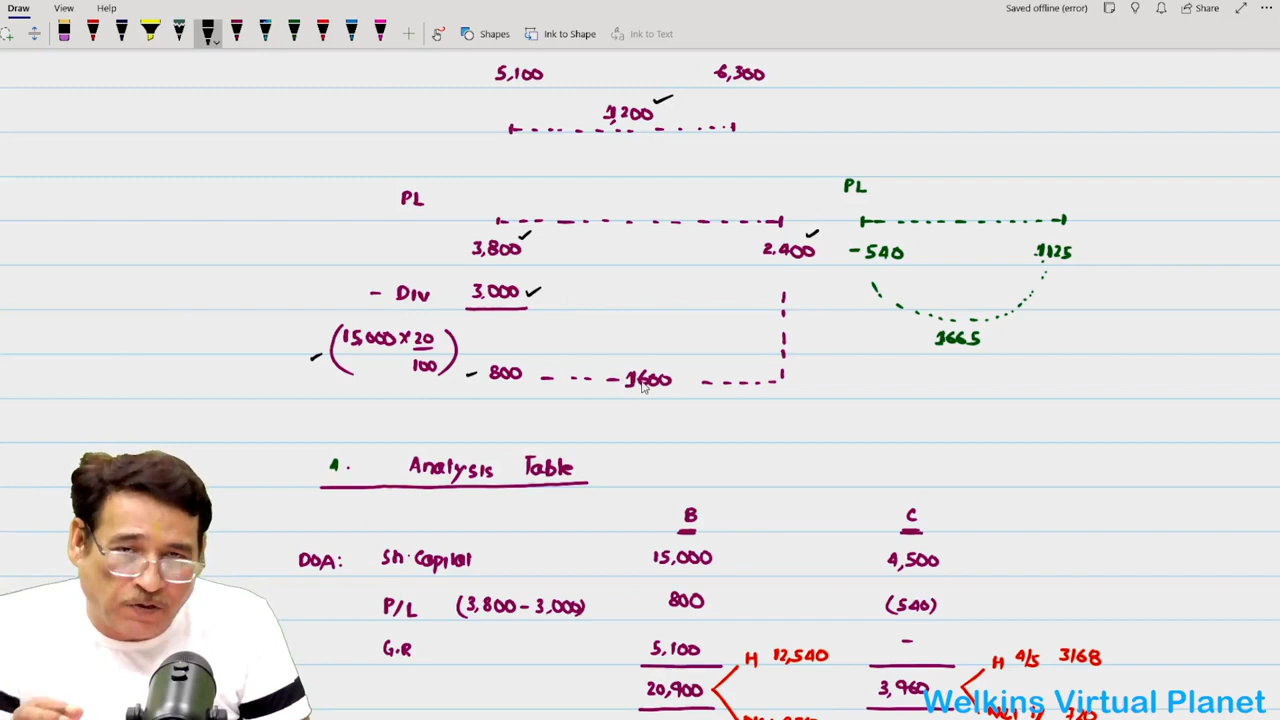 Draw View Help Saved offline (error) Share
Shapes Ink to Shape Ink to Text
5,100 6,300
1,200
PL PL
3,800 2,400 -540 1125
- Div 3,000
(15,000 × 20/100) 1665
800 1600
1. Analysis Table
B C
DOA: Sh. Capital 15,000 4,500
P/L (3,800 - 3,000) 800 (540)
G.R 5,100 -
H 12,540 H 4/5 3168
20,900 3,960
Welkins Virtual Planet